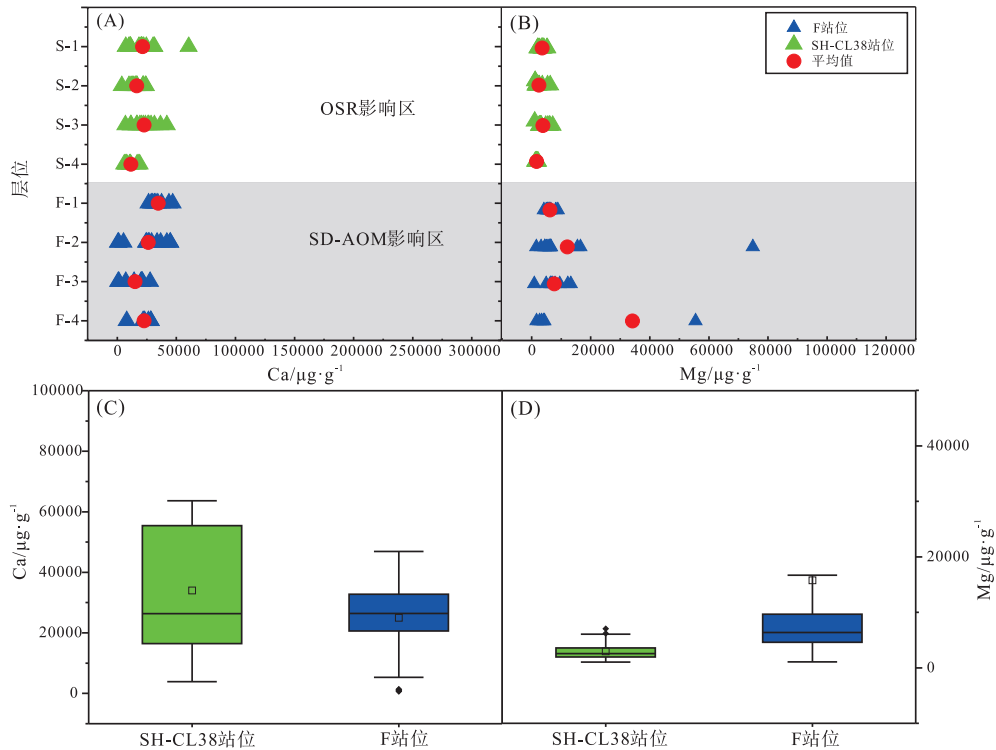 (A)
(B)
F站位
SH-CL38站位
平均值
S-1
S-2
S-3
S-4
F-1
F-2
F-3
F-4
层位
OSR影响区
SD-AOM影响区
0
50000
100000
150000
200000
250000
300000
Ca/μg·g⁻¹
0
20000
40000
60000
80000
100000
120000
Mg/μg·g⁻¹
(C)
(D)
100000
80000
60000
40000
20000
0
Ca/μg·g⁻¹
40000
20000
0
Mg/μg·g⁻¹
SH-CL38站位
F站位
SH-CL38站位
F站位